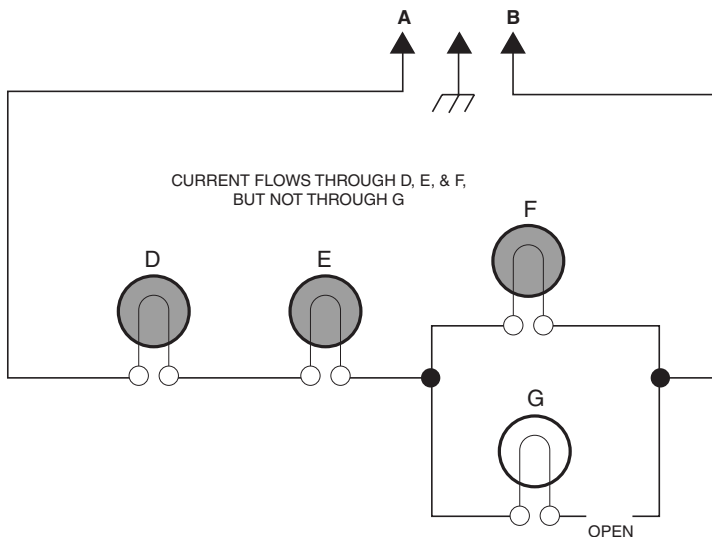 A B
CURRENT FLOWS THROUGH D, E, & F,
BUT NOT THROUGH G
F
D E
G
OPEN